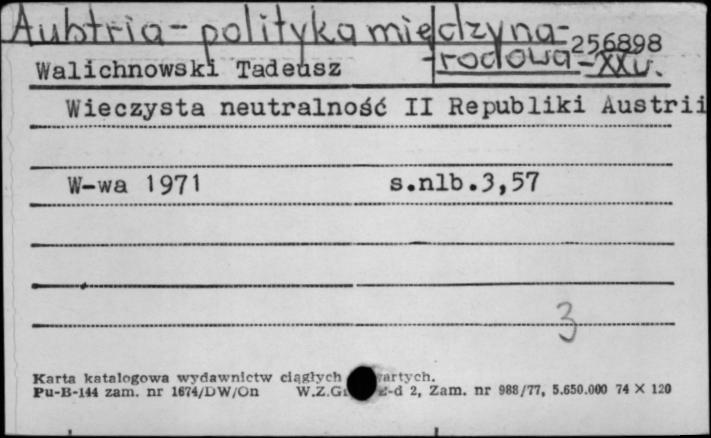 Austria - polityka międzyna-
rodowa - XXw.
256898
Walichnowski Tadeusz
Wieczysta neutralność II Republiki Austrii
W-wa 1971 s.nlb.3,57
3
Karta katalogowa wydawnictw ciągłych
Pu-B-144 zam. nr 1674/DW/On W.Z.G. d 2, Zam. nr 988/77, 5.650.000 74 X 120